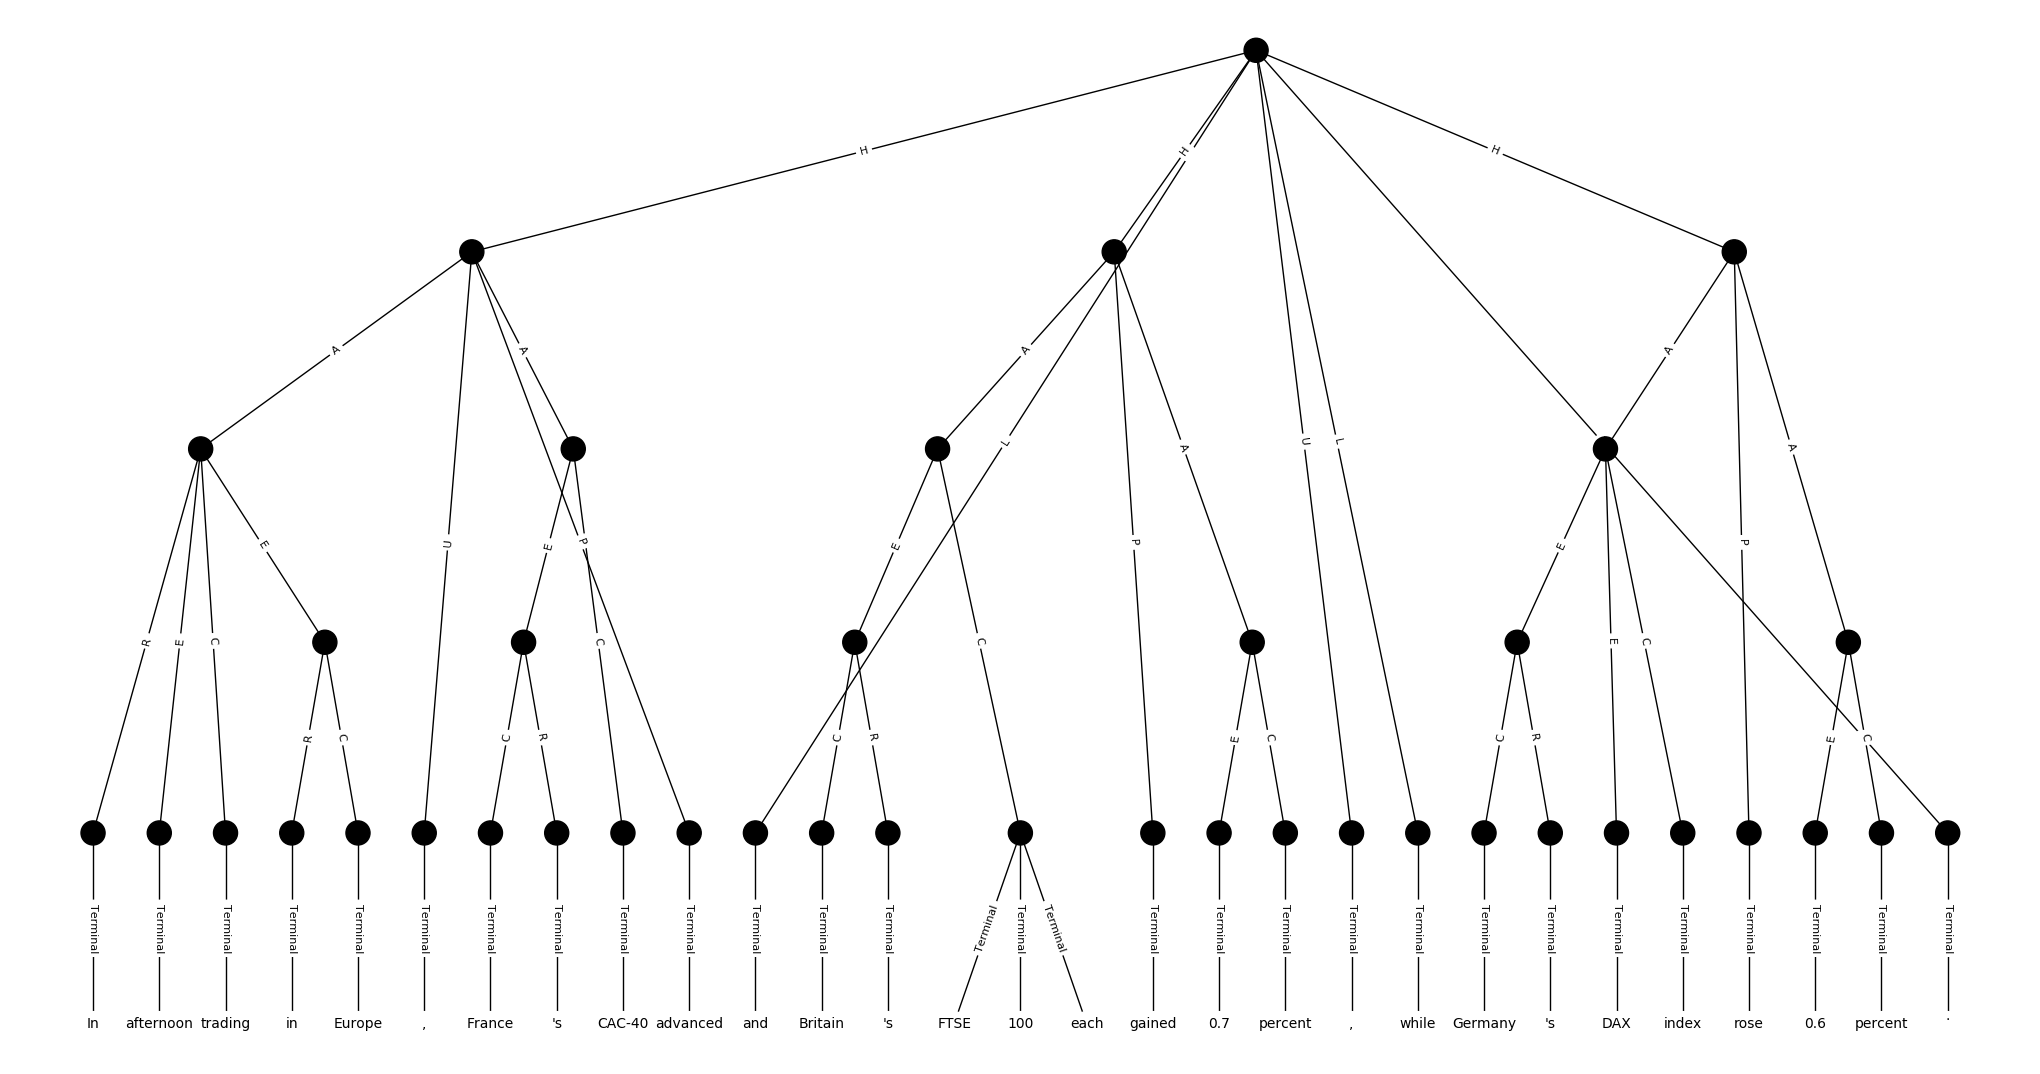 H H H
A A A A A A
L U L
U P P P
E E E E C
R E C C C E C
R C C R C R E C C R E C
Terminal Terminal Terminal Terminal Terminal Terminal Terminal Terminal Terminal Terminal Terminal Terminal Terminal Terminal Terminal Terminal Terminal Terminal Terminal Terminal Terminal Terminal Terminal Terminal Terminal Terminal Terminal Terminal Terminal
In afternoon trading in Europe , France 's CAC-40 advanced and Britain 's FTSE 100 each gained 0.7 percent , while Germany 's DAX index rose 0.6 percent .